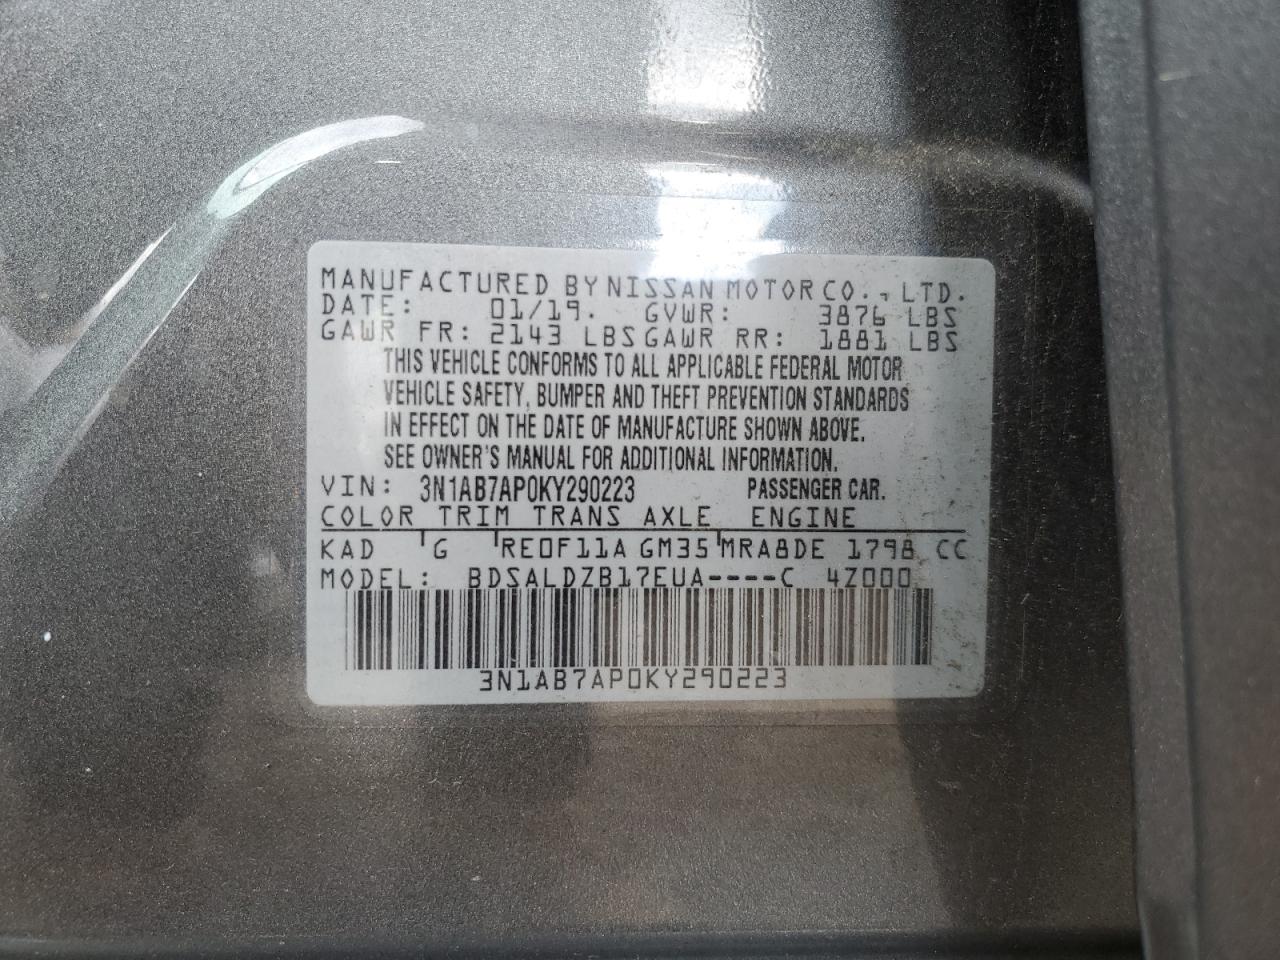 MANUFACTURED BY NISSAN MOTOR CO., LTD.
DATE: 01/19. GVWR: 3876 LBS
GAWR FR: 2143 LBS GAWR RR: 1881 LBS
THIS VEHICLE CONFORMS TO ALL APPLICABLE FEDERAL MOTOR
VEHICLE SAFETY, BUMPER AND THEFT PREVENTION STANDARDS
IN EFFECT ON THE DATE OF MANUFACTURE SHOWN ABOVE.
SEE OWNER'S MANUAL FOR ADDITIONAL INFORMATION.
VIN: 3N1AB7AP0KY290223 PASSENGER CAR.
COLOR TRIM TRANS AXLE ENGINE
KAD G RE0F11A GM35 MRA8DE 1798 CC
MODEL: BDSALDZB17EUA----C 4Z000
3N1AB7AP0KY290223